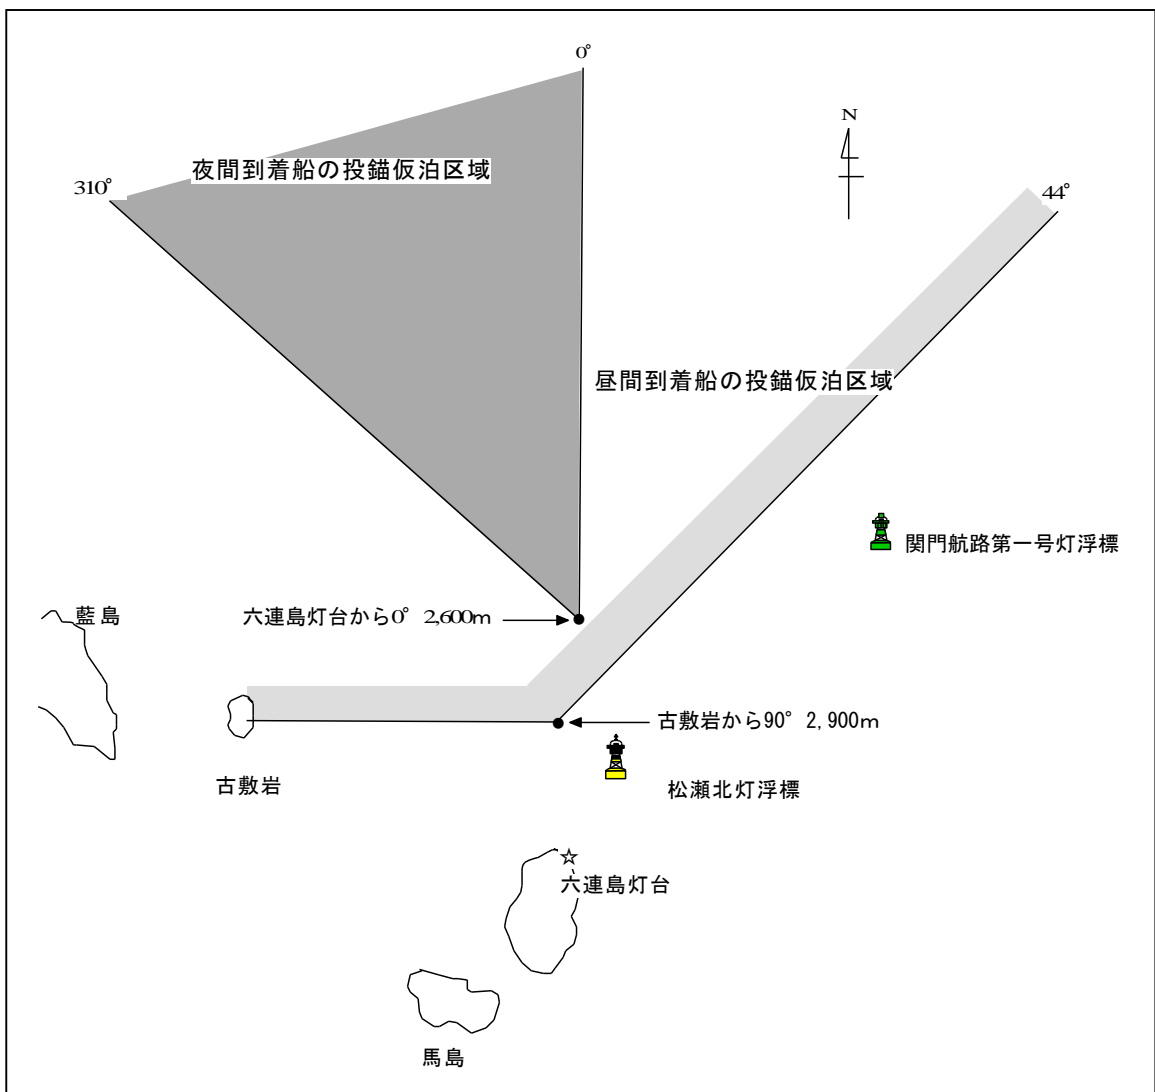 0°
N
夜間到着船の投錨仮泊区域
310°
44°
昼間到着船の投錨仮泊区域
関門航路第一号灯浮標
藍島
六連島灯台から0° 2,600m
古敷岩から90° 2,900m
古敷岩
松瀬北灯浮標
六連島灯台
馬島